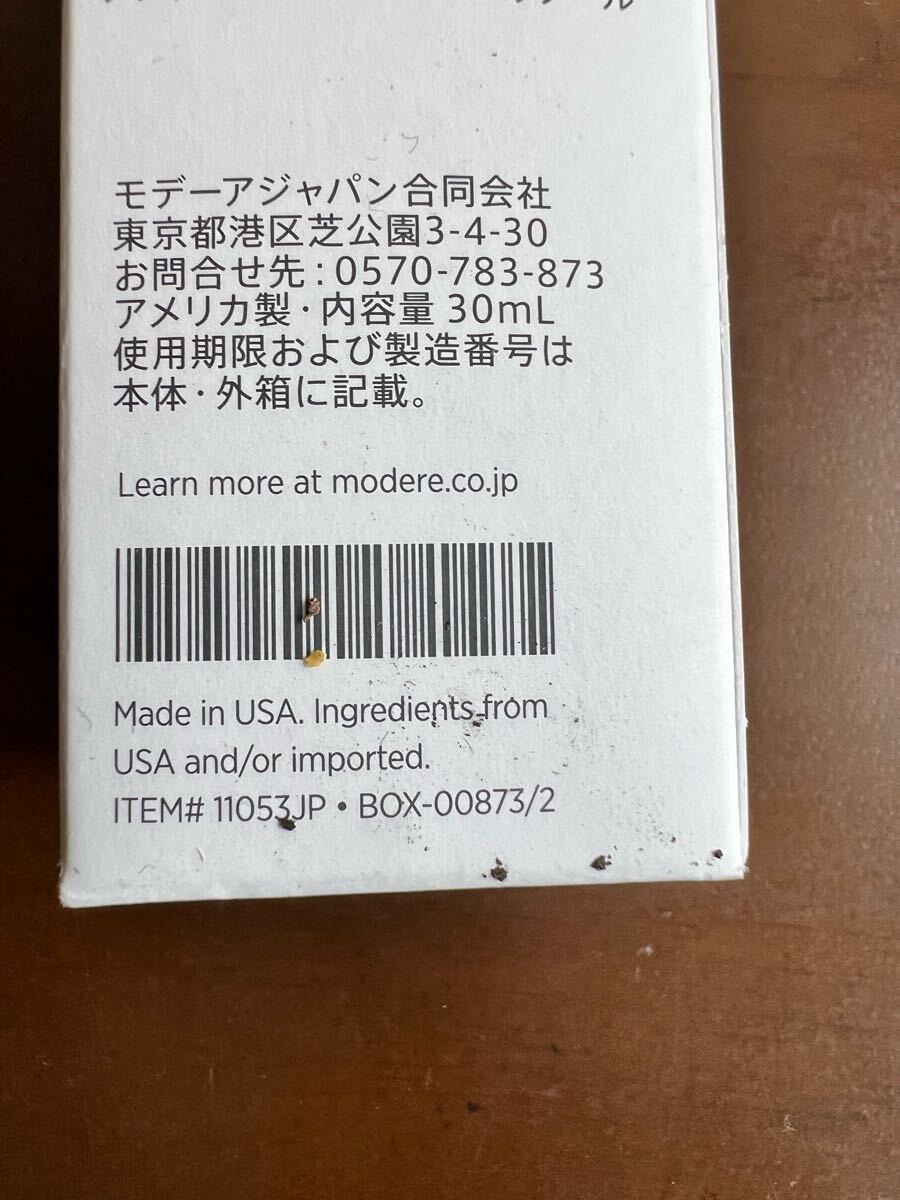 モデーアジャパン合同会社
東京都港区芝公園3-4-30
お問合せ先:0570-783-873
アメリカ製・内容量 30mL
使用期限および製造番号は
本体・外箱に記載。
Learn more at modere.co.jp
Made in USA. Ingredients from
USA and/or imported.
ITEM# 11053JP • BOX-00873/2